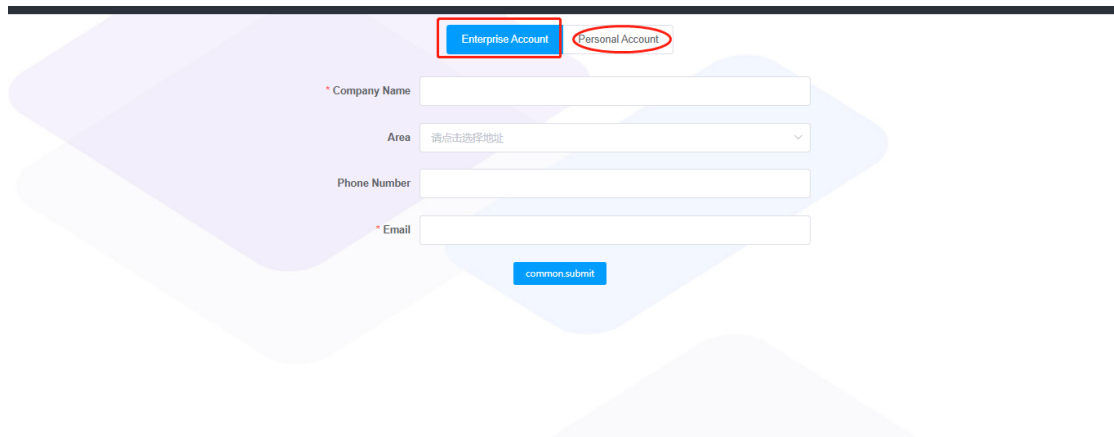 Enterprise Account Personal Account
* Company Name
Area 请点击选择地址
Phone Number
* Email
common.submit